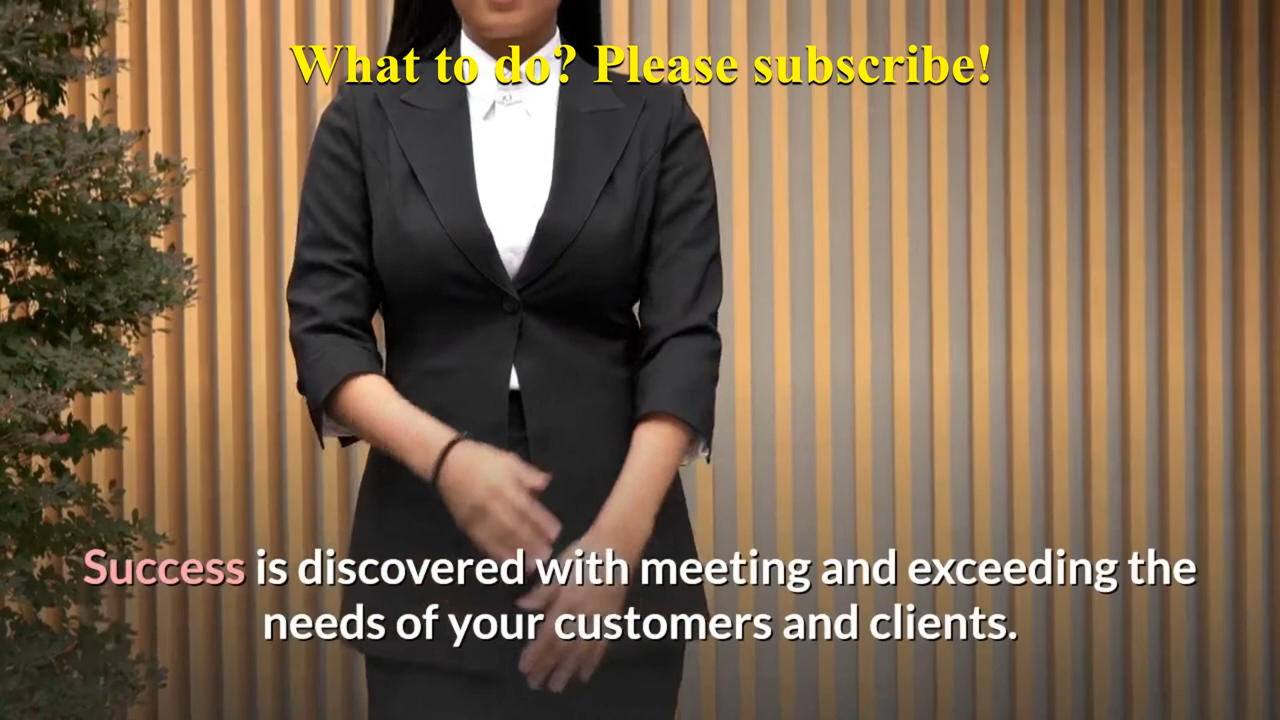 What to do? Please subscribe!
Success is discovered with meeting and exceeding the
needs of your customers and clients.